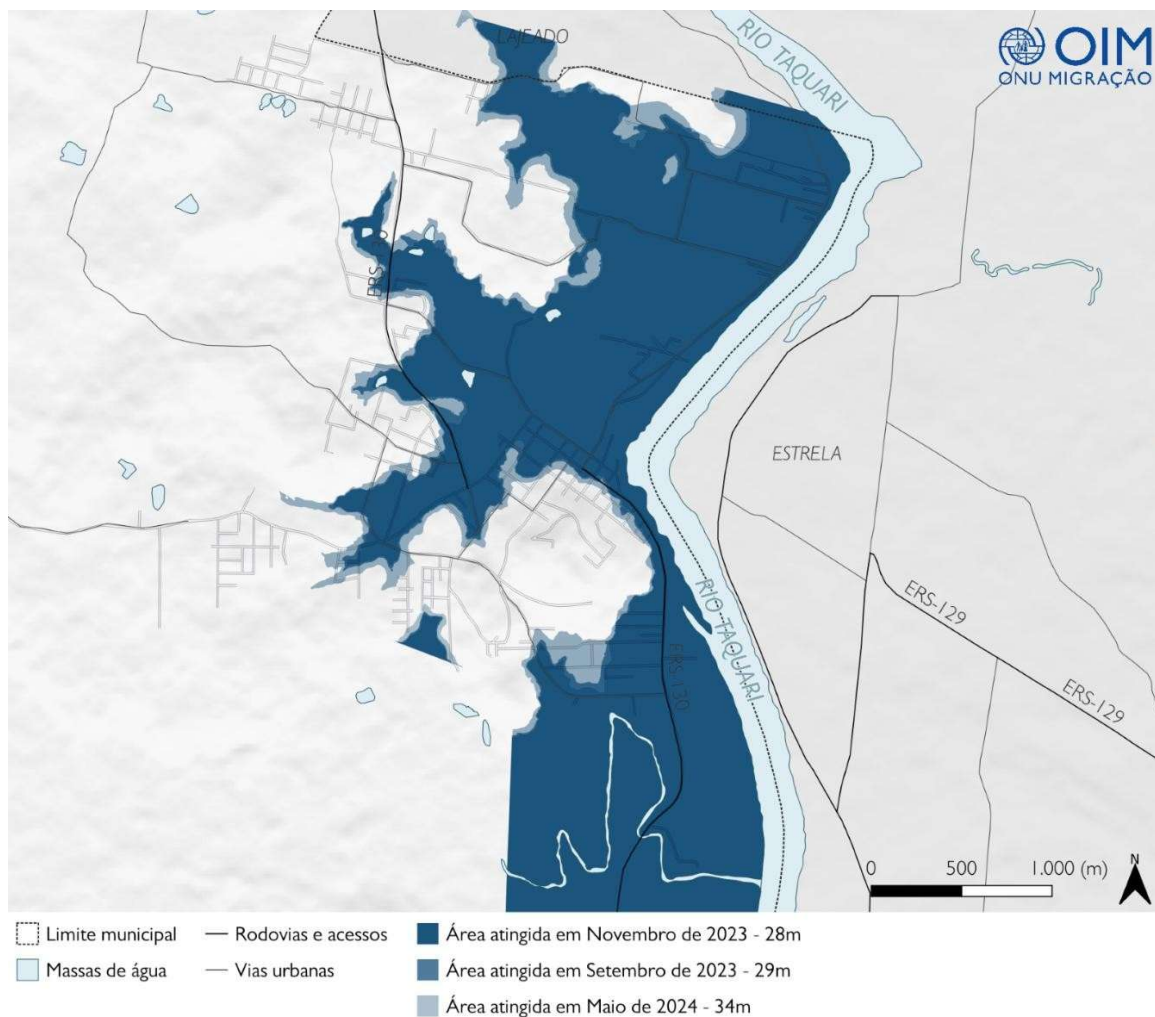 LAJEADO
RIO TAQUARI
OIM
ONU MIGRAÇÃO
ESTRELA
RIO TAQUARI
ERS-129
ERS-129
ERS-130
0 500 1.000 (m)
N
Limite municipal
Rodovias e acessos
Área atingida em Novembro de 2023 - 28m
Massas de água
Vias urbanas
Área atingida em Setembro de 2023 - 29m
Área atingida em Maio de 2024 - 34m